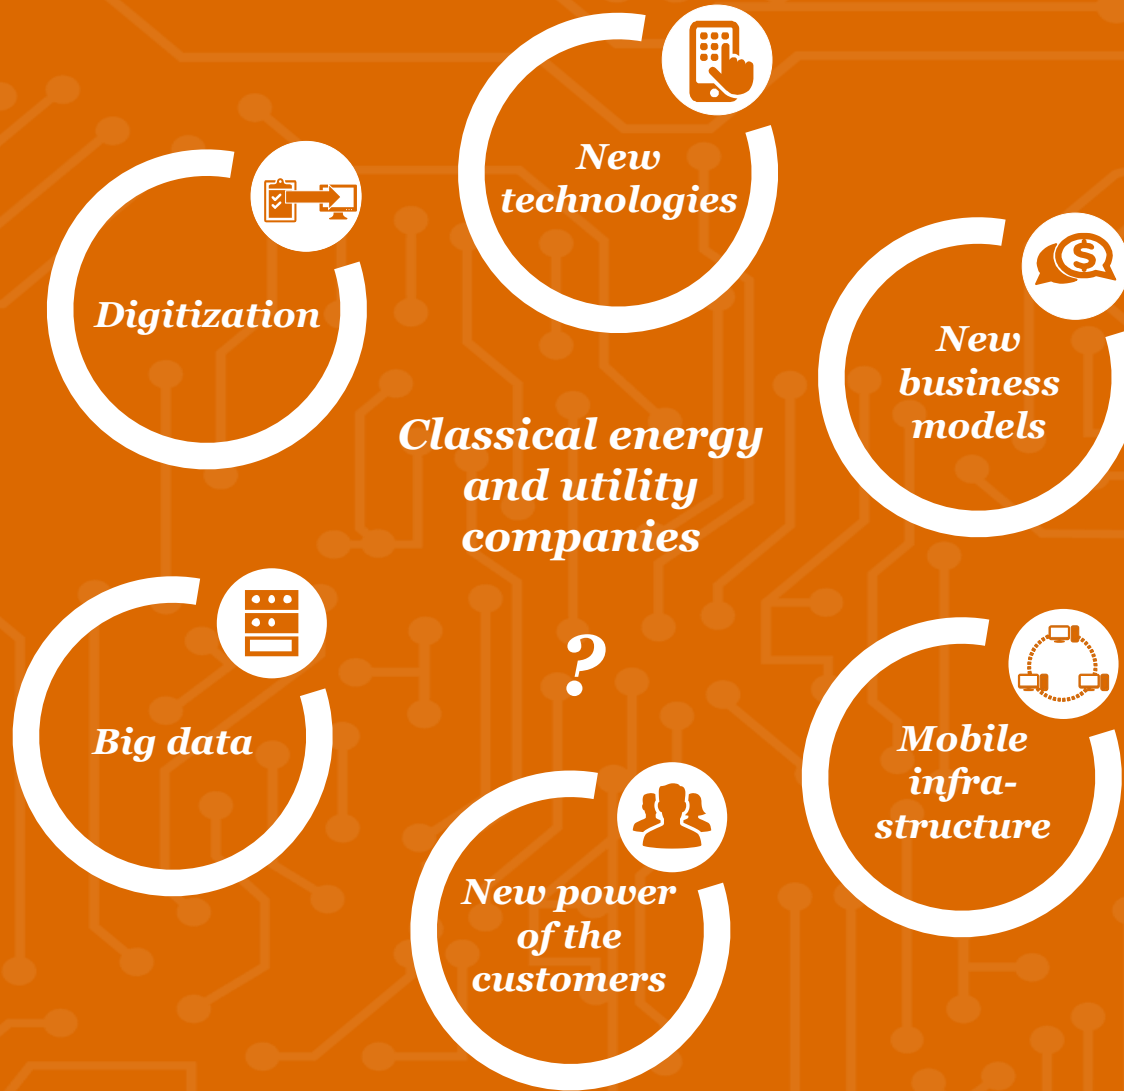 New
technologies
Digitization
New
business
models
Classical energy
and utility
companies
?
Big data
Mobile
infra-
structure
New power
of the
customers
$